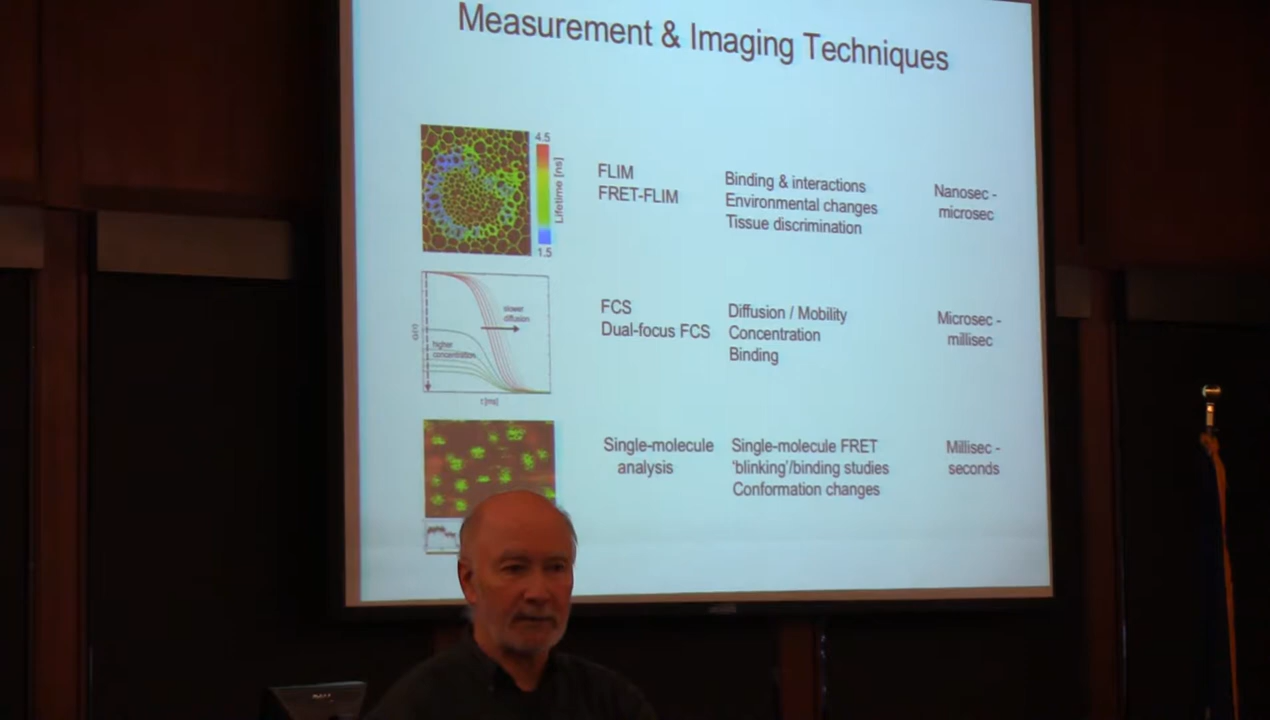 Measurement & Imaging Techniques
4.5
Lifetime [ns]
1.5
FLIM
FRET-FLIM
Binding & interactions
Environmental changes
Tissue discrimination
Nanosec -
microsec
slower
diffusion
higher
concentration
τ [ms]
FCS
Dual-focus FCS
Diffusion / Mobility
Concentration
Binding
Microsec -
millisec
Single-molecule
analysis
Single-molecule FRET
'blinking'/binding studies
Conformation changes
Millisec -
seconds
DELL